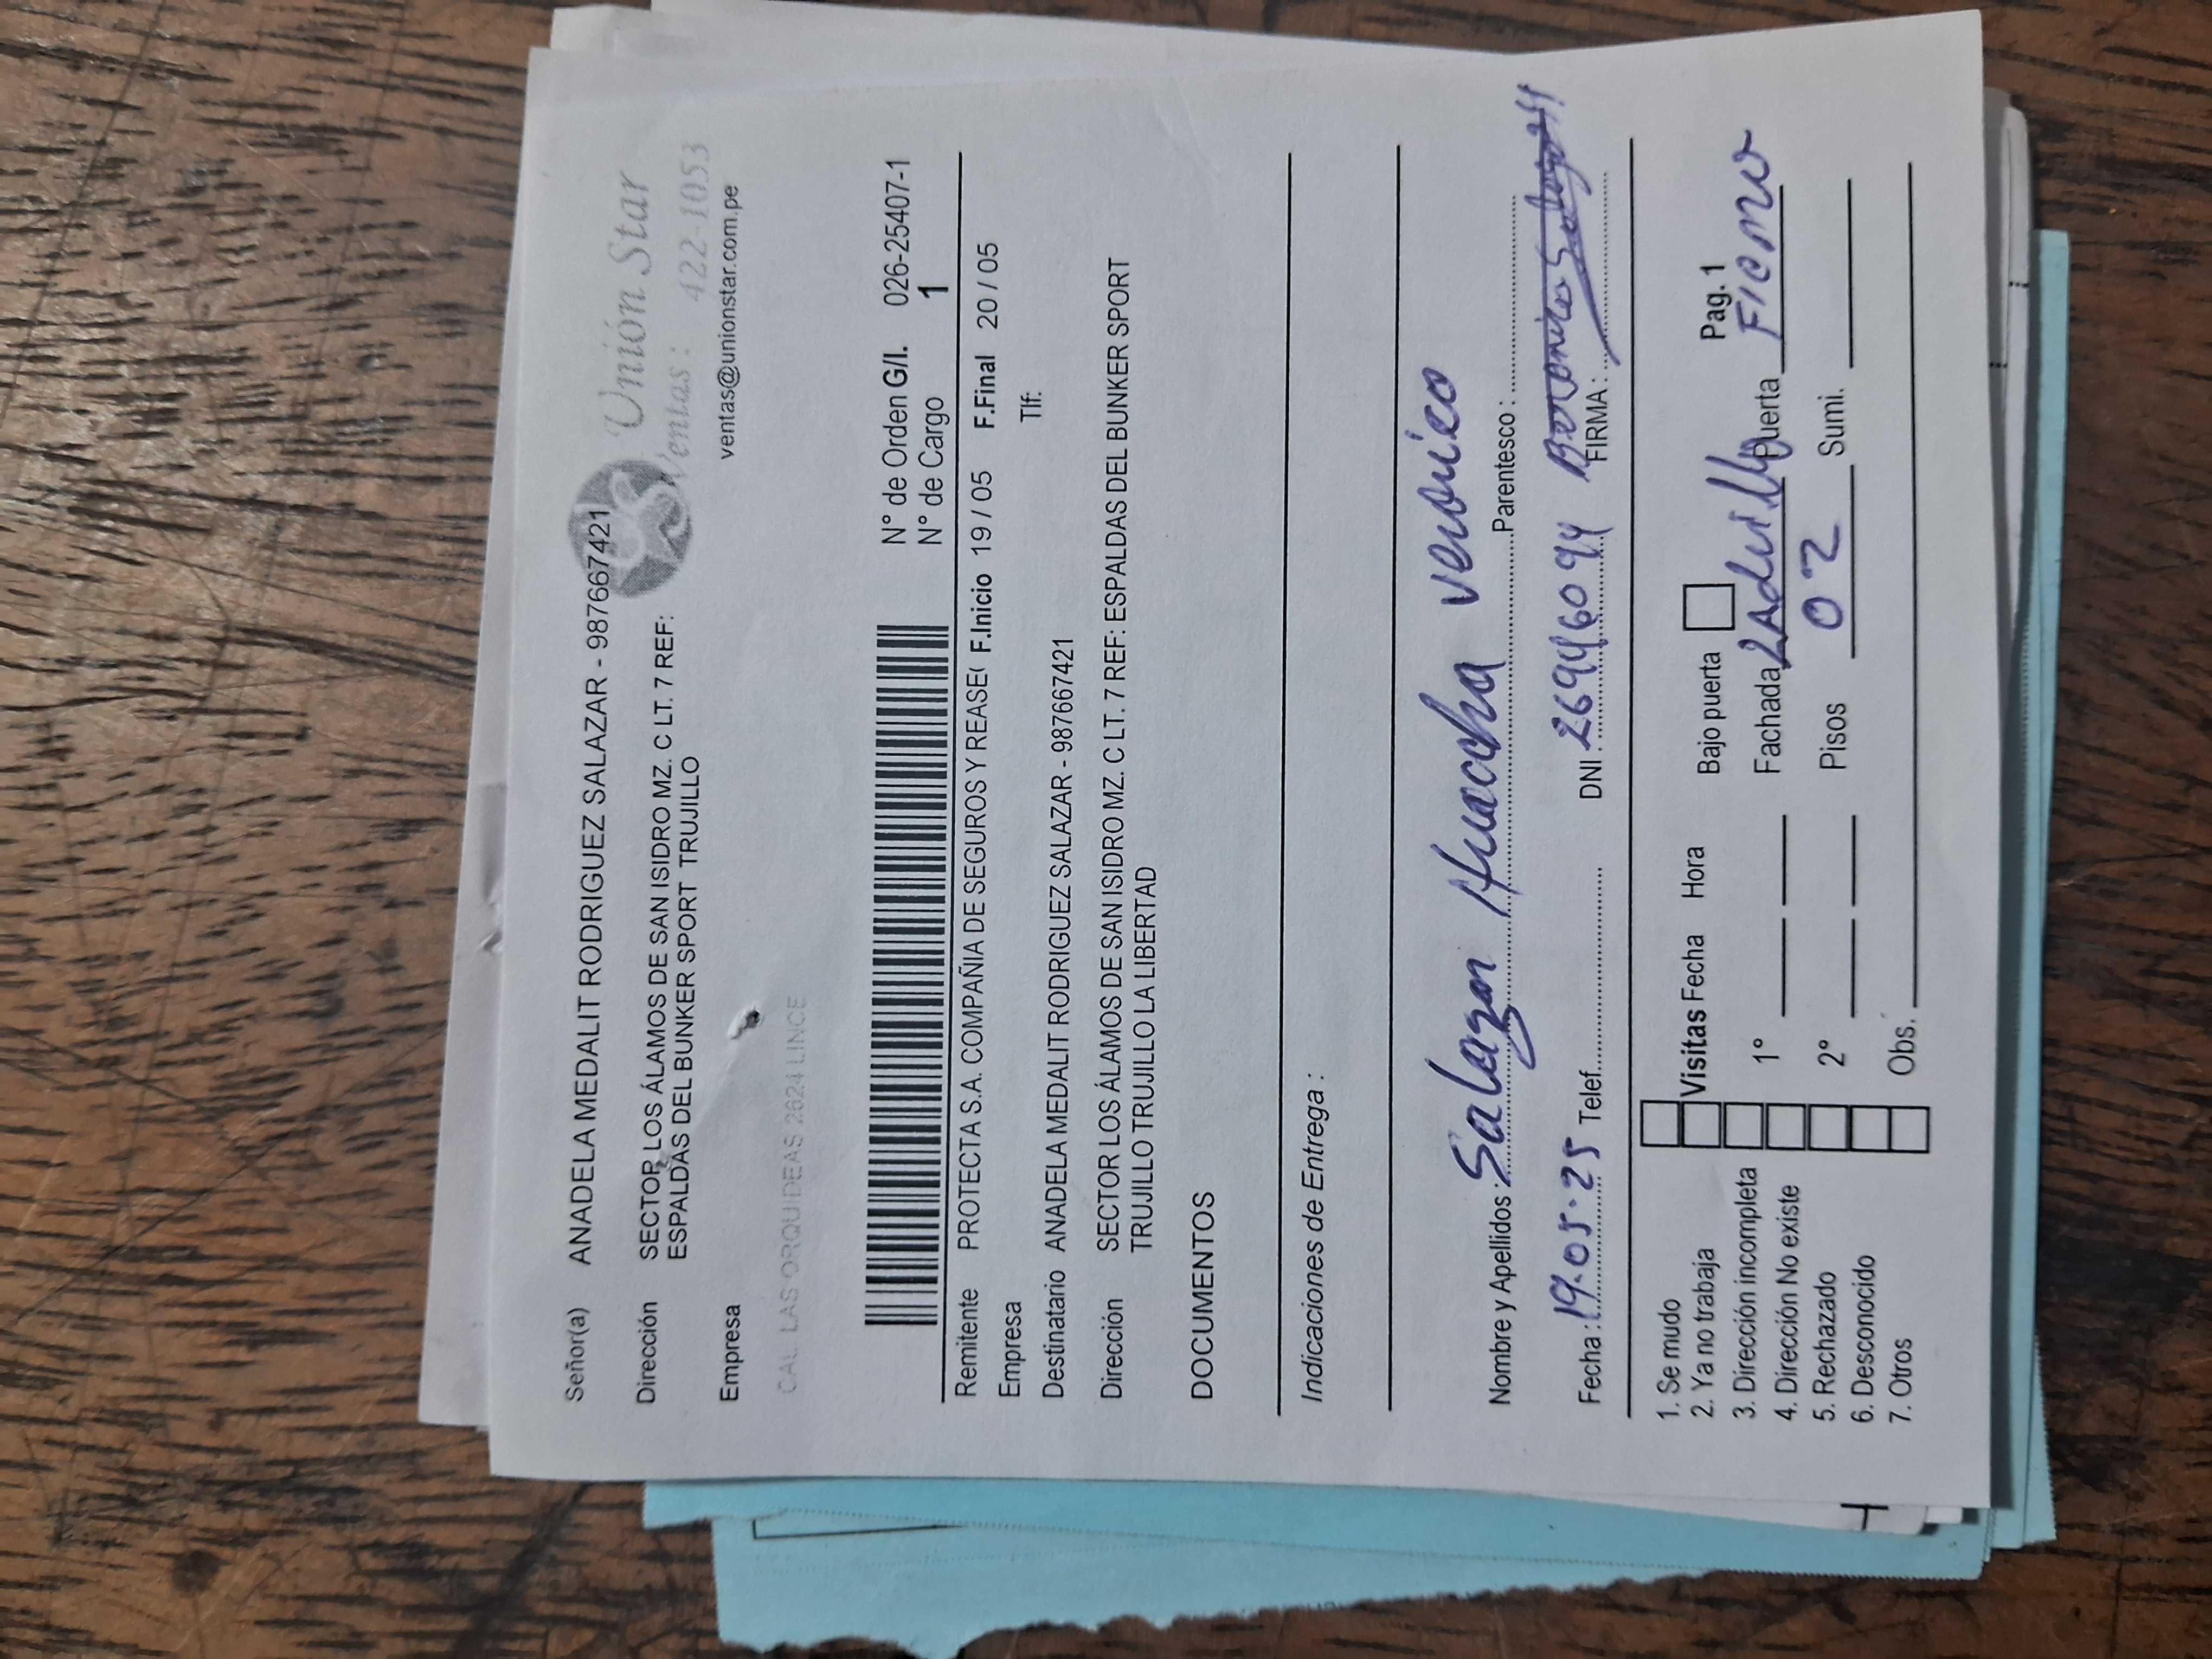 Señor(a) ANADELA MEDALIT RODRIGUEZ SALAZAR - 987667421
Unión Star
Ventas : 422-1053
ventas@unionstar.com.pe
Dirección SECTOR LOS ÁLAMOS DE SAN ISIDRO MZ. C LT. 7 REF:
ESPALDAS DEL BUNKER SPORT TRUJILLO
Empresa
CAL. LAS ORQUIDEAS 2624 LINCE
N° de Orden G/I. 026-25407-1
N° de Cargo 1
Remitente PROTECTA S.A. COMPAÑIA DE SEGUROS Y REASE( F.Inicio 19 / 05 F.Final 20 / 05
Empresa Tlf:
Destinatario ANADELA MEDALIT RODRIGUEZ SALAZAR - 987667421
Dirección SECTOR LOS ÁLAMOS DE SAN ISIDRO MZ. C LT. 7 REF: ESPALDAS DEL BUNKER SPORT
TRUJILLO TRUJILLO LA LIBERTAD
DOCUMENTOS
Indicaciones de Entrega :
Nombre y Apellidos : Salazar Huaccha Parentesco :
Fecha : 19.05.25 Telef. DNI : FIRMA :
1. Se mudo
2. Ya no trabaja Visitas Fecha Hora Bajo puerta Pag. 1
3. Dirección incompleta 1° Fachada Ladrillo Puerta Fierro
4. Dirección No existe
5. Rechazado 2° Pisos 02 Sumi.
6. Desconocido
7. Otros Obs.